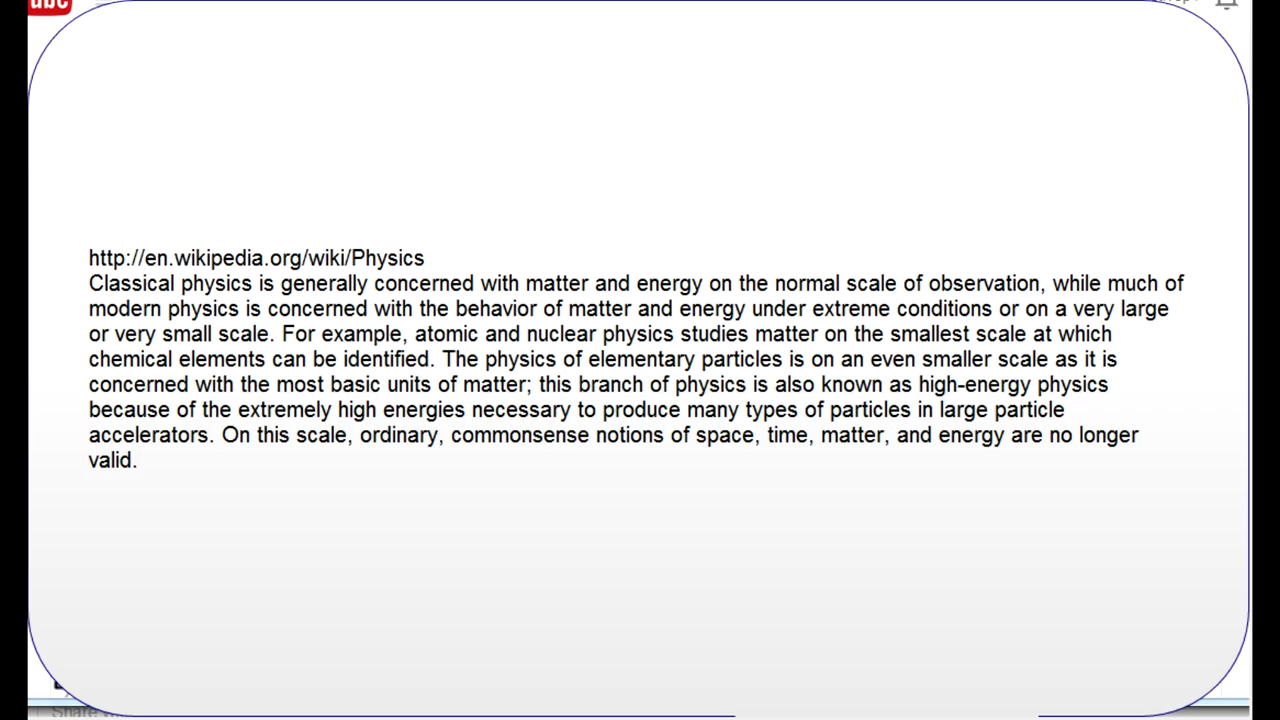 http://en.wikipedia.org/wiki/Physics
Classical physics is generally concerned with matter and energy on the normal scale of observation, while much of
modern physics is concerned with the behavior of matter and energy under extreme conditions or on a very large
or very small scale. For example, atomic and nuclear physics studies matter on the smallest scale at which
chemical elements can be identified. The physics of elementary particles is on an even smaller scale as it is
concerned with the most basic units of matter; this branch of physics is also known as high-energy physics
because of the extremely high energies necessary to produce many types of particles in large particle
accelerators. On this scale, ordinary, commonsense notions of space, time, matter, and energy are no longer
valid.
Share